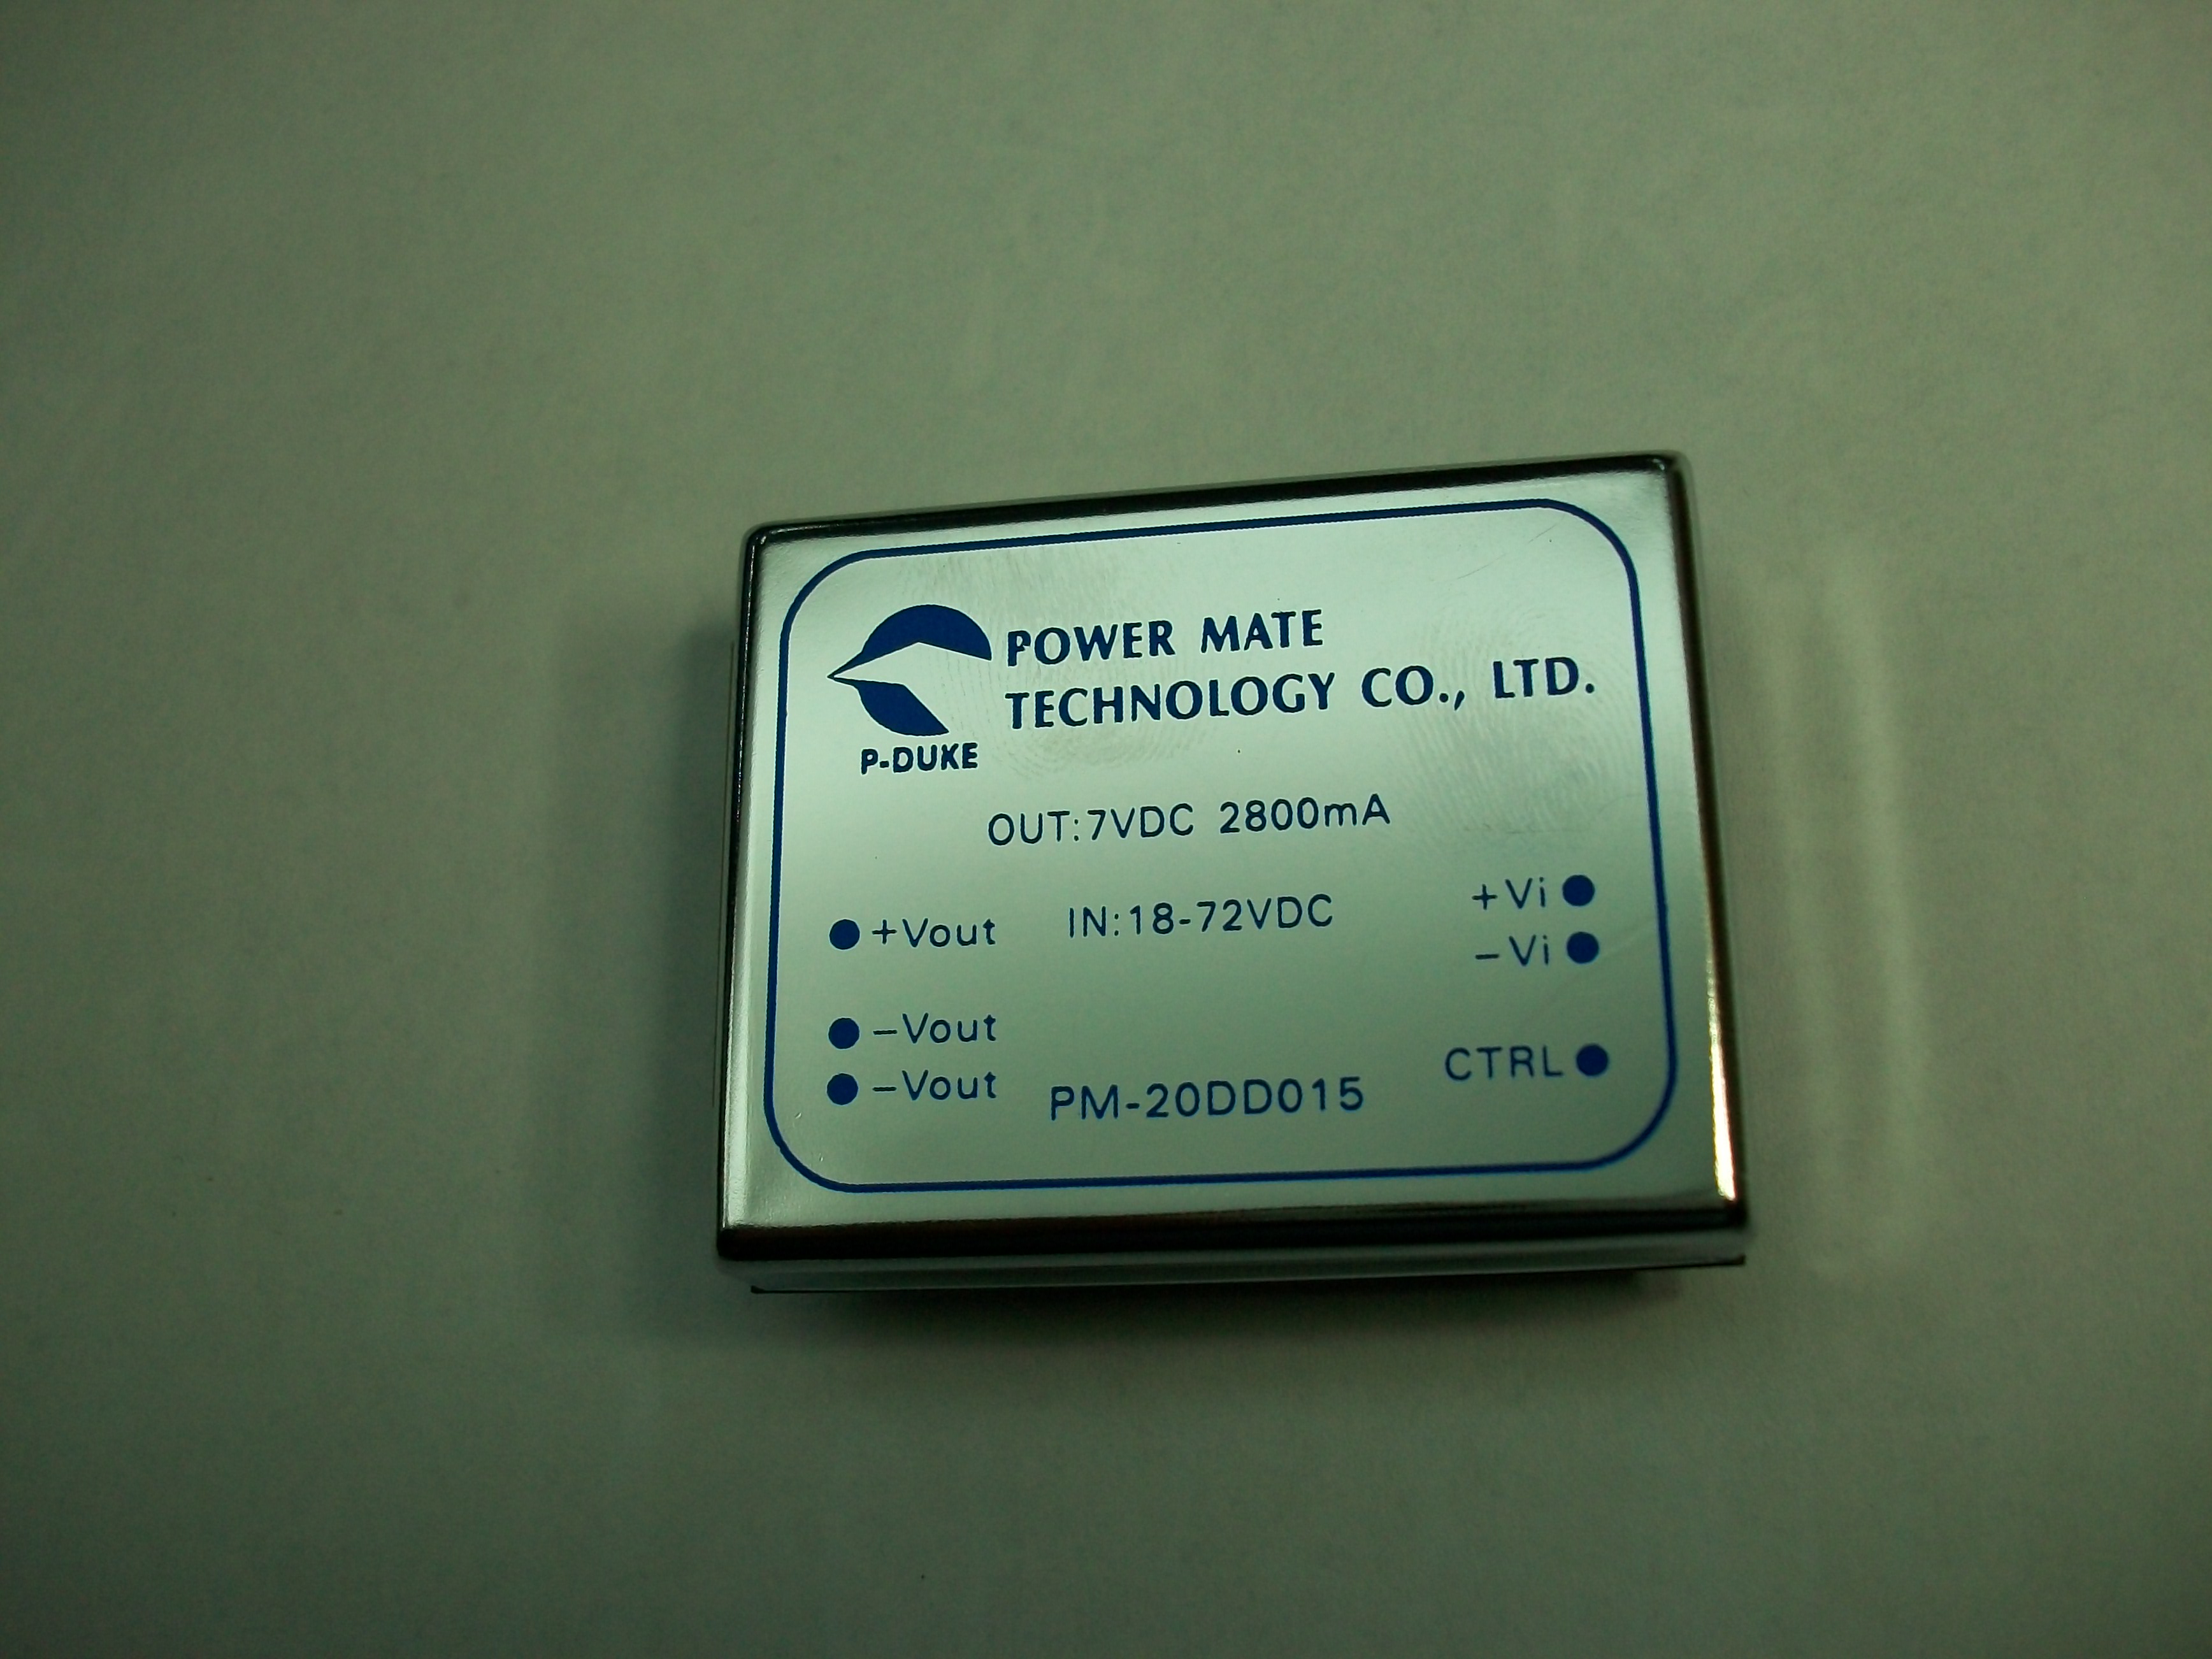 POWER MATE
TECHNOLOGY CO., LTD.
P-DUKE
OUT:7VDC 2800mA
+Vout
IN:18-72VDC
+Vi
-Vi
-Vout
-Vout
PM-20DD015
CTRL